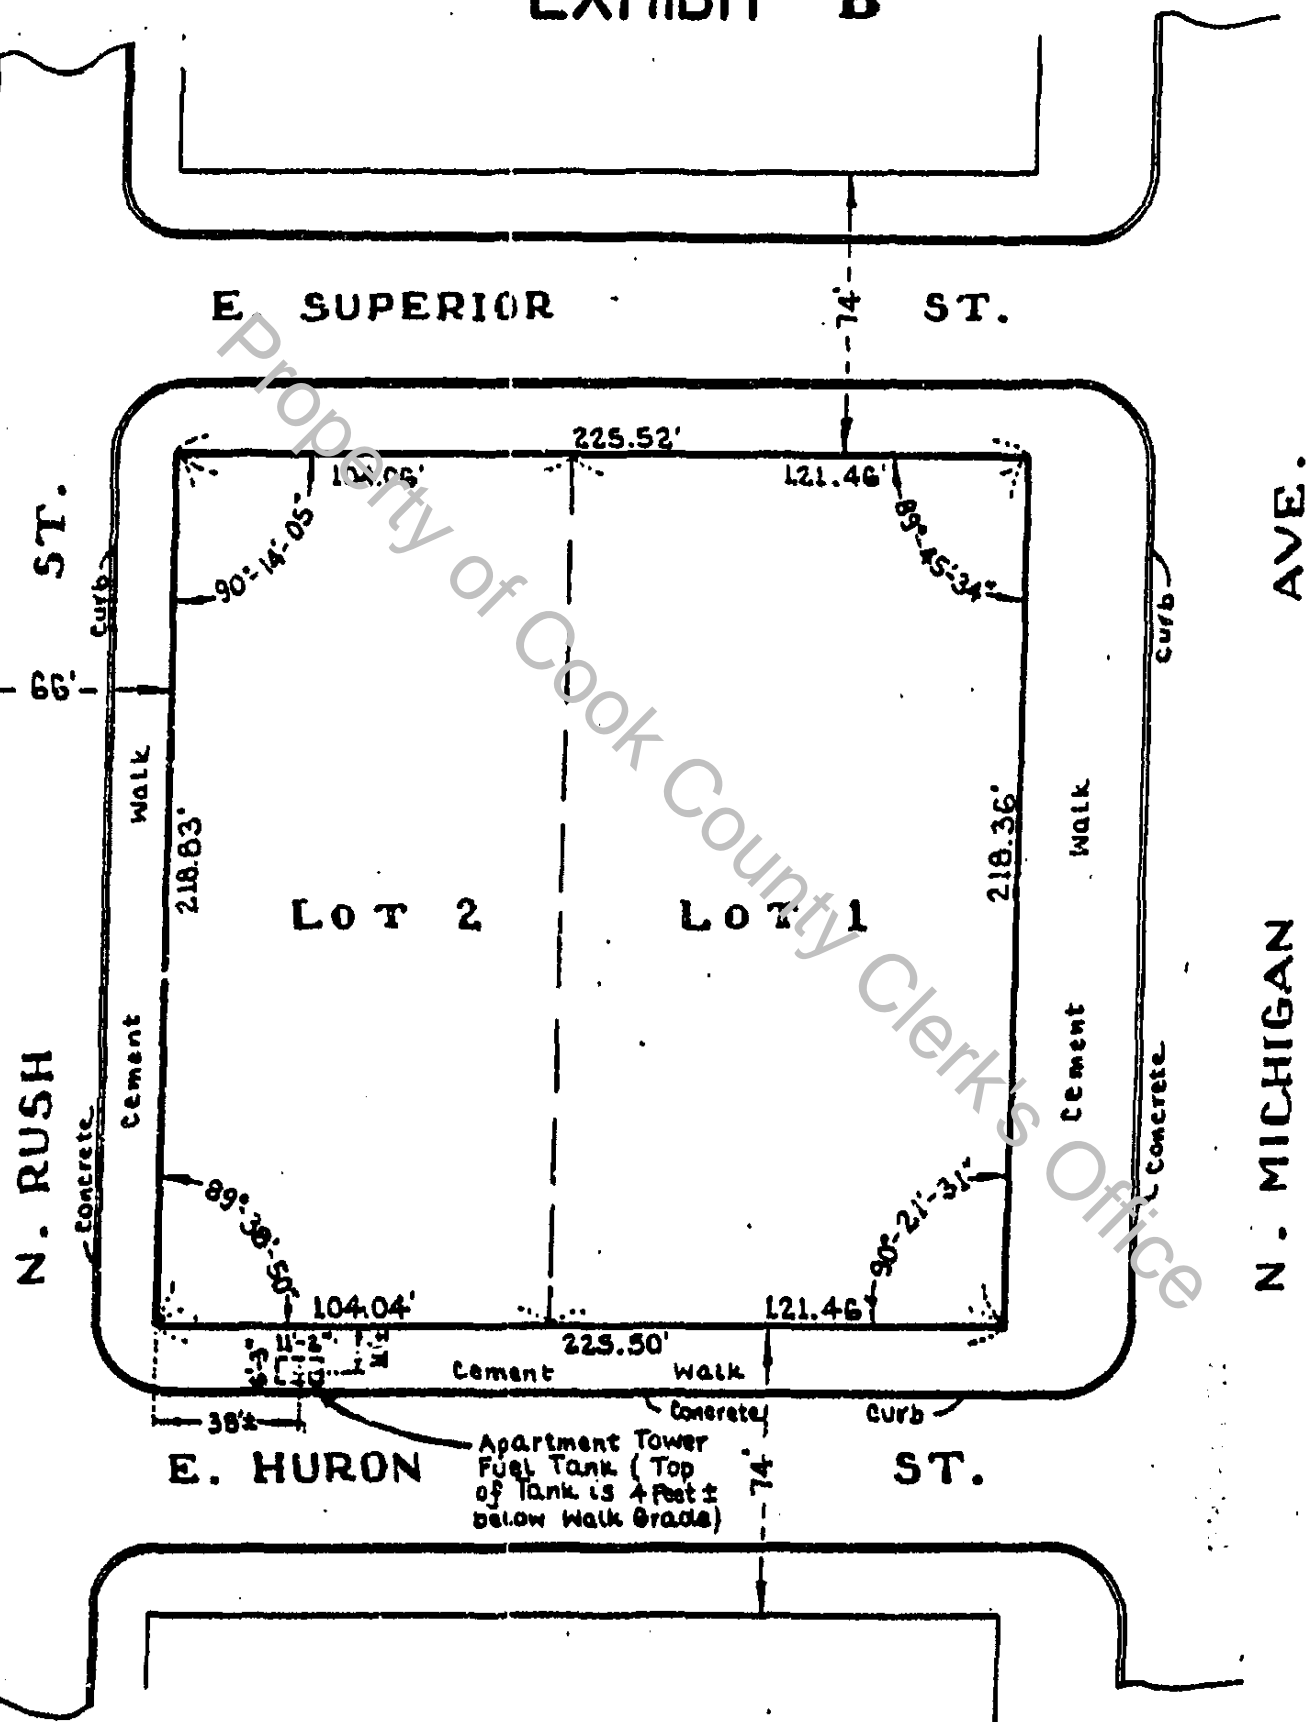 EXHIBIT B
E. SUPERIOR ST.
74'
225.52'
104.06'
121.46'
90°-14'-05"
89°-45'-34"
ST.
Curb
66'
Walk
218.83'
Cement
N. RUSH
Concrete
LOT 2
LOT 1
218.36'
Walk
Cement
Curb
Concrete
AVE.
N. MICHIGAN
89°-38'-50"
90°-21'-31"
104.04'
121.46'
225.50'
11'-2"
Cement Walk
Concrete Curb
38'±
Apartment Tower
Fuel Tank (Top
of Tank is 4 Feet ±
below Walk Grade)
E. HURON ST.
74'
Property of Cook County Clerk's Office